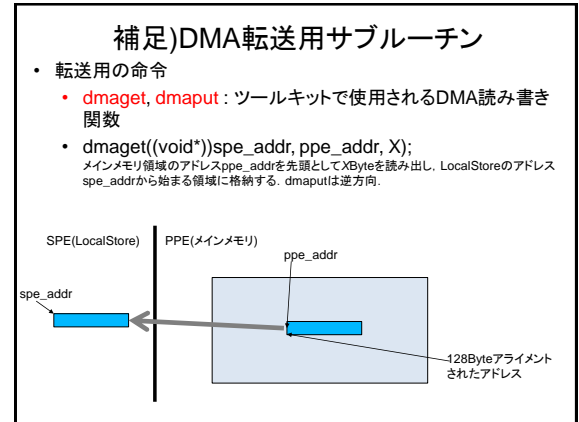 補足)DMA転送用サブルーチン
• 転送用の命令
• dmaget, dmaput : ツールキットで使用されるDMA読み書き
関数
• dmaget((void*))spe_addr, ppe_addr, X);
メインメモリ領域のアドレスppe_addrを先頭としてXByteを読み出し, LocalStoreのアドレス
spe_addrから始まる領域に格納する. dmaputは逆方向.
SPE(LocalStore)
PPE(メインメモリ)
ppe_addr
spe_addr
128Byteアライメント
されたアドレス